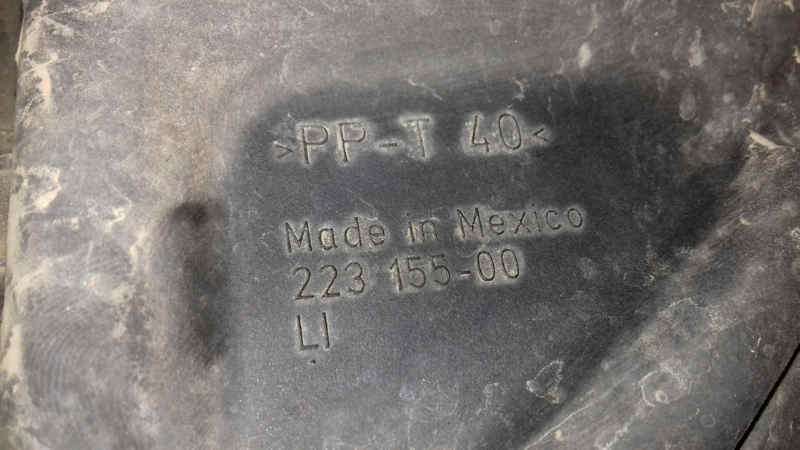 >PP-T 40<
Made in Mexico
223 155-00
LI